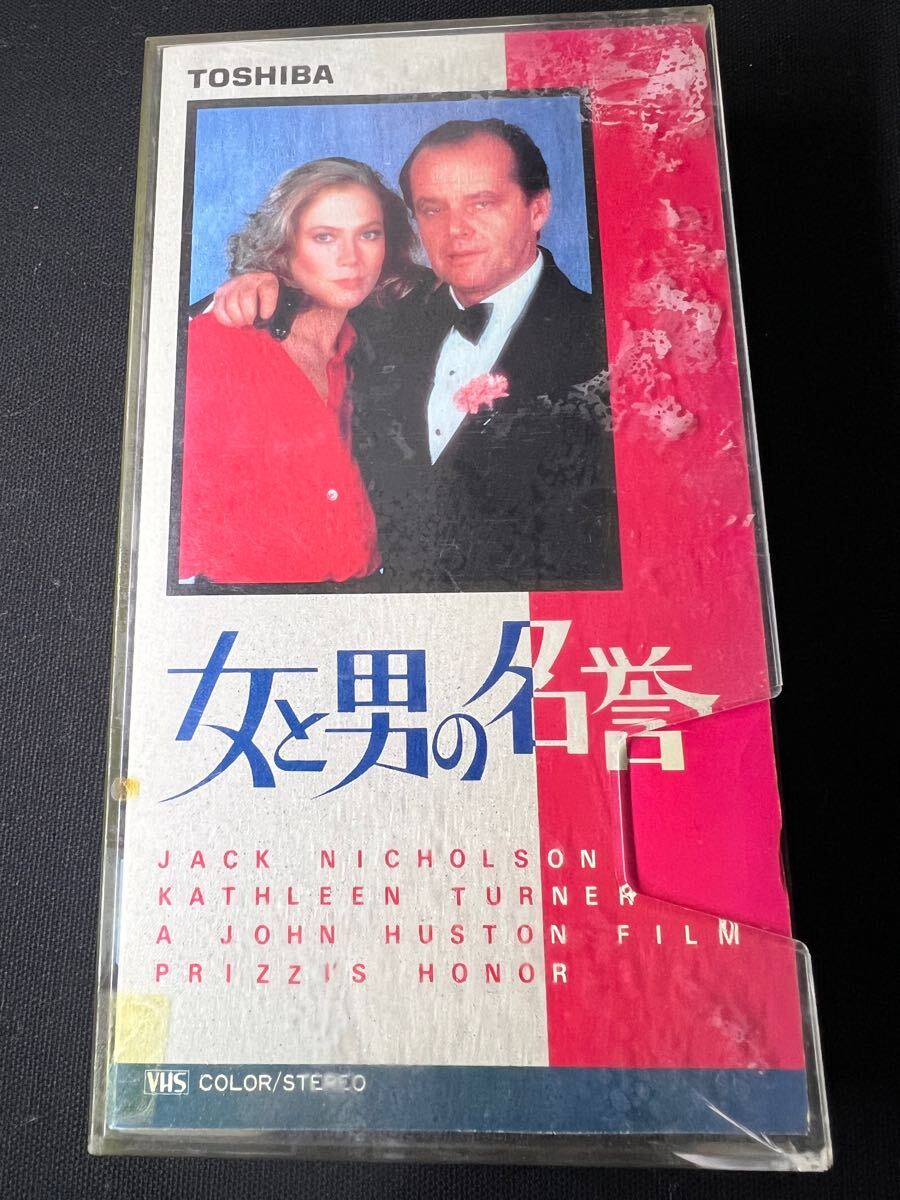 TOSHIBA
女と男の名誉
JACK NICHOLSON
KATHLEEN TURNER
A JOHN HUSTON FILM
PRIZZI'S HONOR
VHS COLOR/STEREO